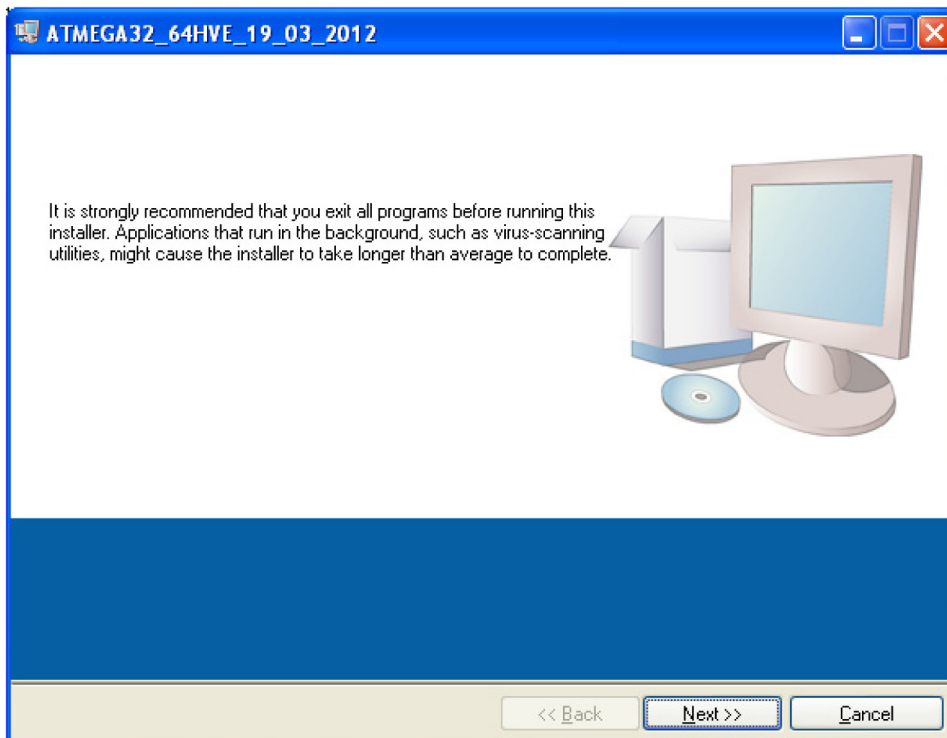 ATMEGA32_64HVE_19_03_2012
It is strongly recommended that you exit all programs before running this
installer. Applications that run in the background, such as virus-scanning
utilities, might cause the installer to take longer than average to complete.
<< Back
Next >>
Cancel